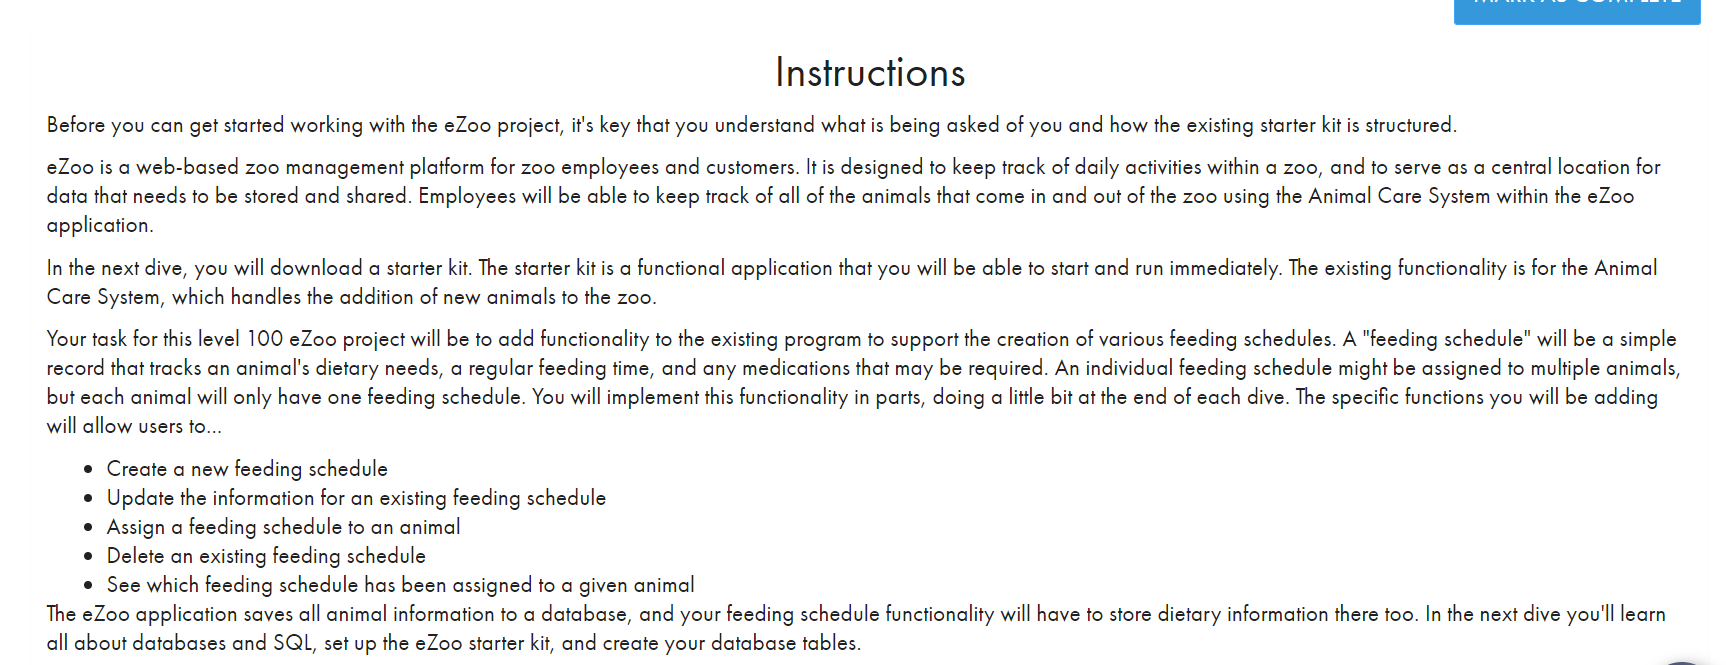 MARK AS COMPLETE
Instructions
Before you can get started working with the eZoo project, it's key that you understand what is being asked of you and how the existing starter kit is structured.
eZoo is a web-based zoo management platform for zoo employees and customers. It is designed to keep track of daily activities within a zoo, and to serve as a central location for
data that needs to be stored and shared. Employees will be able to keep track of all of the animals that come in and out of the zoo using the Animal Care System within the eZoo
application.
In the next dive, you will download a starter kit. The starter kit is a functional application that you will be able to start and run immediately. The existing functionality is for the Animal
Care System, which handles the addition of new animals to the zoo.
Your task for this level 100 eZoo project will be to add functionality to the existing program to support the creation of various feeding schedules. A "feeding schedule" will be a simple
record that tracks an animal's dietary needs, a regular feeding time, and any medications that may be required. An individual feeding schedule might be assigned to multiple animals,
but each animal will only have one feeding schedule. You will implement this functionality in parts, doing a little bit at the end of each dive. The specific functions you will be adding
will allow users to...
• Create a new feeding schedule
• Update the information for an existing feeding schedule
• Assign a feeding schedule to an animal
• Delete an existing feeding schedule
• See which feeding schedule has been assigned to a given animal
The eZoo application saves all animal information to a database, and your feeding schedule functionality will have to store dietary information there too. In the next dive you'll learn
all about databases and SQL, set up the eZoo starter kit, and create your database tables.